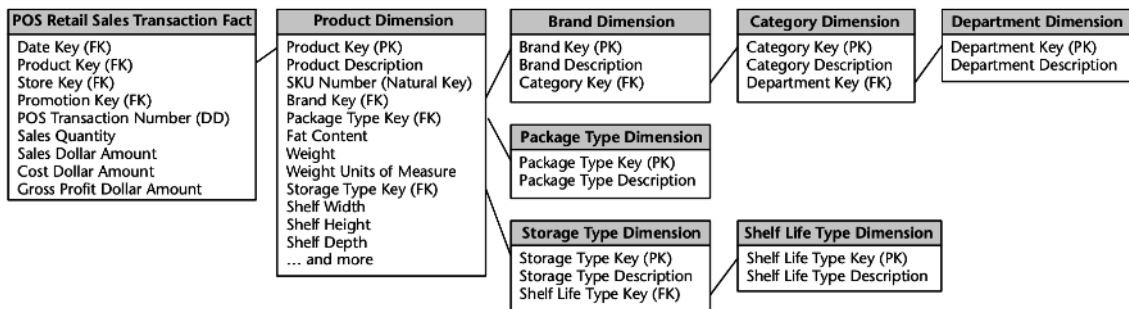 POS Retail Sales Transaction Fact
Date Key (FK)
Product Key (FK)
Store Key (FK)
Promotion Key (FK)
POS Transaction Number (DD)
Sales Quantity
Sales Dollar Amount
Cost Dollar Amount
Gross Profit Dollar Amount
Product Dimension
Product Key (PK)
Product Description
SKU Number (Natural Key)
Brand Key (FK)
Package Type Key (FK)
Fat Content
Weight
Weight Units of Measure
Storage Type Key (FK)
Shelf Width
Shelf Height
Shelf Depth
... and more
Brand Dimension
Brand Key (PK)
Brand Description
Category Key (FK)
Category Dimension
Category Key (PK)
Category Description
Department Key (FK)
Department Dimension
Department Key (PK)
Department Description
Package Type Dimension
Package Type Key (PK)
Package Type Description
Storage Type Dimension
Storage Type Key (PK)
Storage Type Description
Shelf Life Type Key (FK)
Shelf Life Type Dimension
Shelf Life Type Key (PK)
Shelf Life Type Description